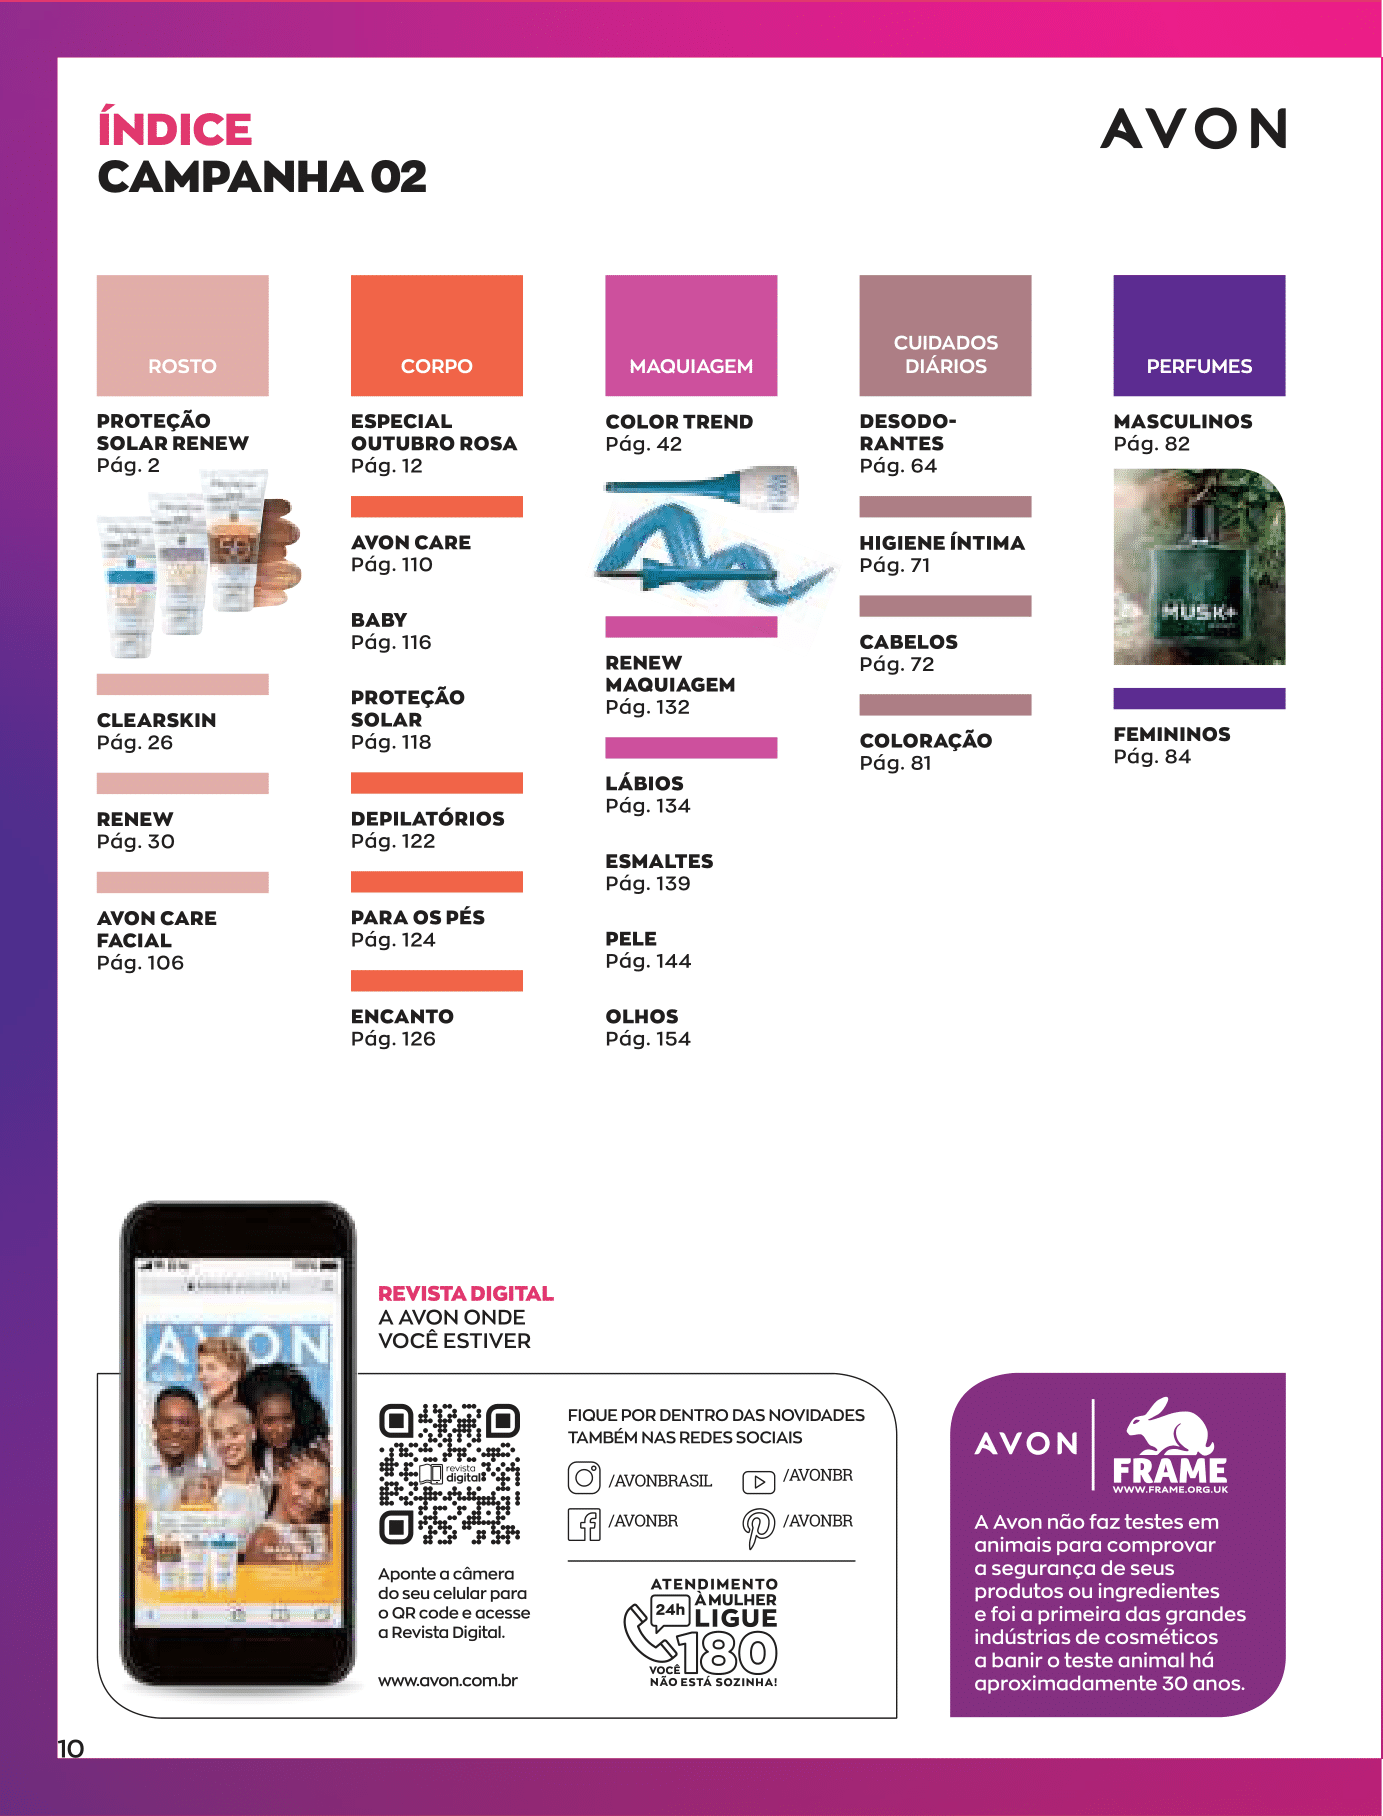 ÍNDICE
CAMPANHA 02
AVON
ROSTO
PROTEÇÃO
SOLAR RENEW
Pág. 2
CLEARSKIN
Pág. 26
RENEW
Pág. 30
AVON CARE
FACIAL
Pág. 106
CORPO
ESPECIAL
OUTUBRO ROSA
Pág. 12
AVON CARE
Pág. 110
BABY
Pág. 116
PROTEÇÃO
SOLAR
Pág. 118
DEPILATÓRIOS
Pág. 122
PARA OS PÉS
Pág. 124
ENCANTO
Pág. 126
MAQUIAGEM
COLOR TREND
Pág. 42
RENEW
MAQUIAGEM
Pág. 132
LÁBIOS
Pág. 134
ESMALTES
Pág. 139
PELE
Pág. 144
OLHOS
Pág. 154
CUIDADOS
DIÁRIOS
DESODO-
RANTES
Pág. 64
HIGIENE ÍNTIMA
Pág. 71
CABELOS
Pág. 72
COLORAÇÃO
Pág. 81
PERFUMES
MASCULINOS
Pág. 82
MUSK+
FEMININOS
Pág. 84
AVON
REVISTA DIGITAL
A AVON ONDE
VOCÊ ESTIVER
revista
digital
Aponte a câmera
do seu celular para
o QR code e acesse
a Revista Digital.
www.avon.com.br
FIQUE POR DENTRO DAS NOVIDADES
TAMBÉM NAS REDES SOCIAIS
/AVONBRASIL
/AVONBR
/AVONBR
/AVONBR
ATENDIMENTO
À MULHER
24h
LIGUE
180
VOCÊ
NÃO ESTÁ SOZINHA!
AVON
FRAME
WWW.FRAME.ORG.UK
A Avon não faz testes em
animais para comprovar
a segurança de seus
produtos ou ingredientes
e foi a primeira das grandes
indústrias de cosméticos
a banir o teste animal há
aproximadamente 30 anos.
10